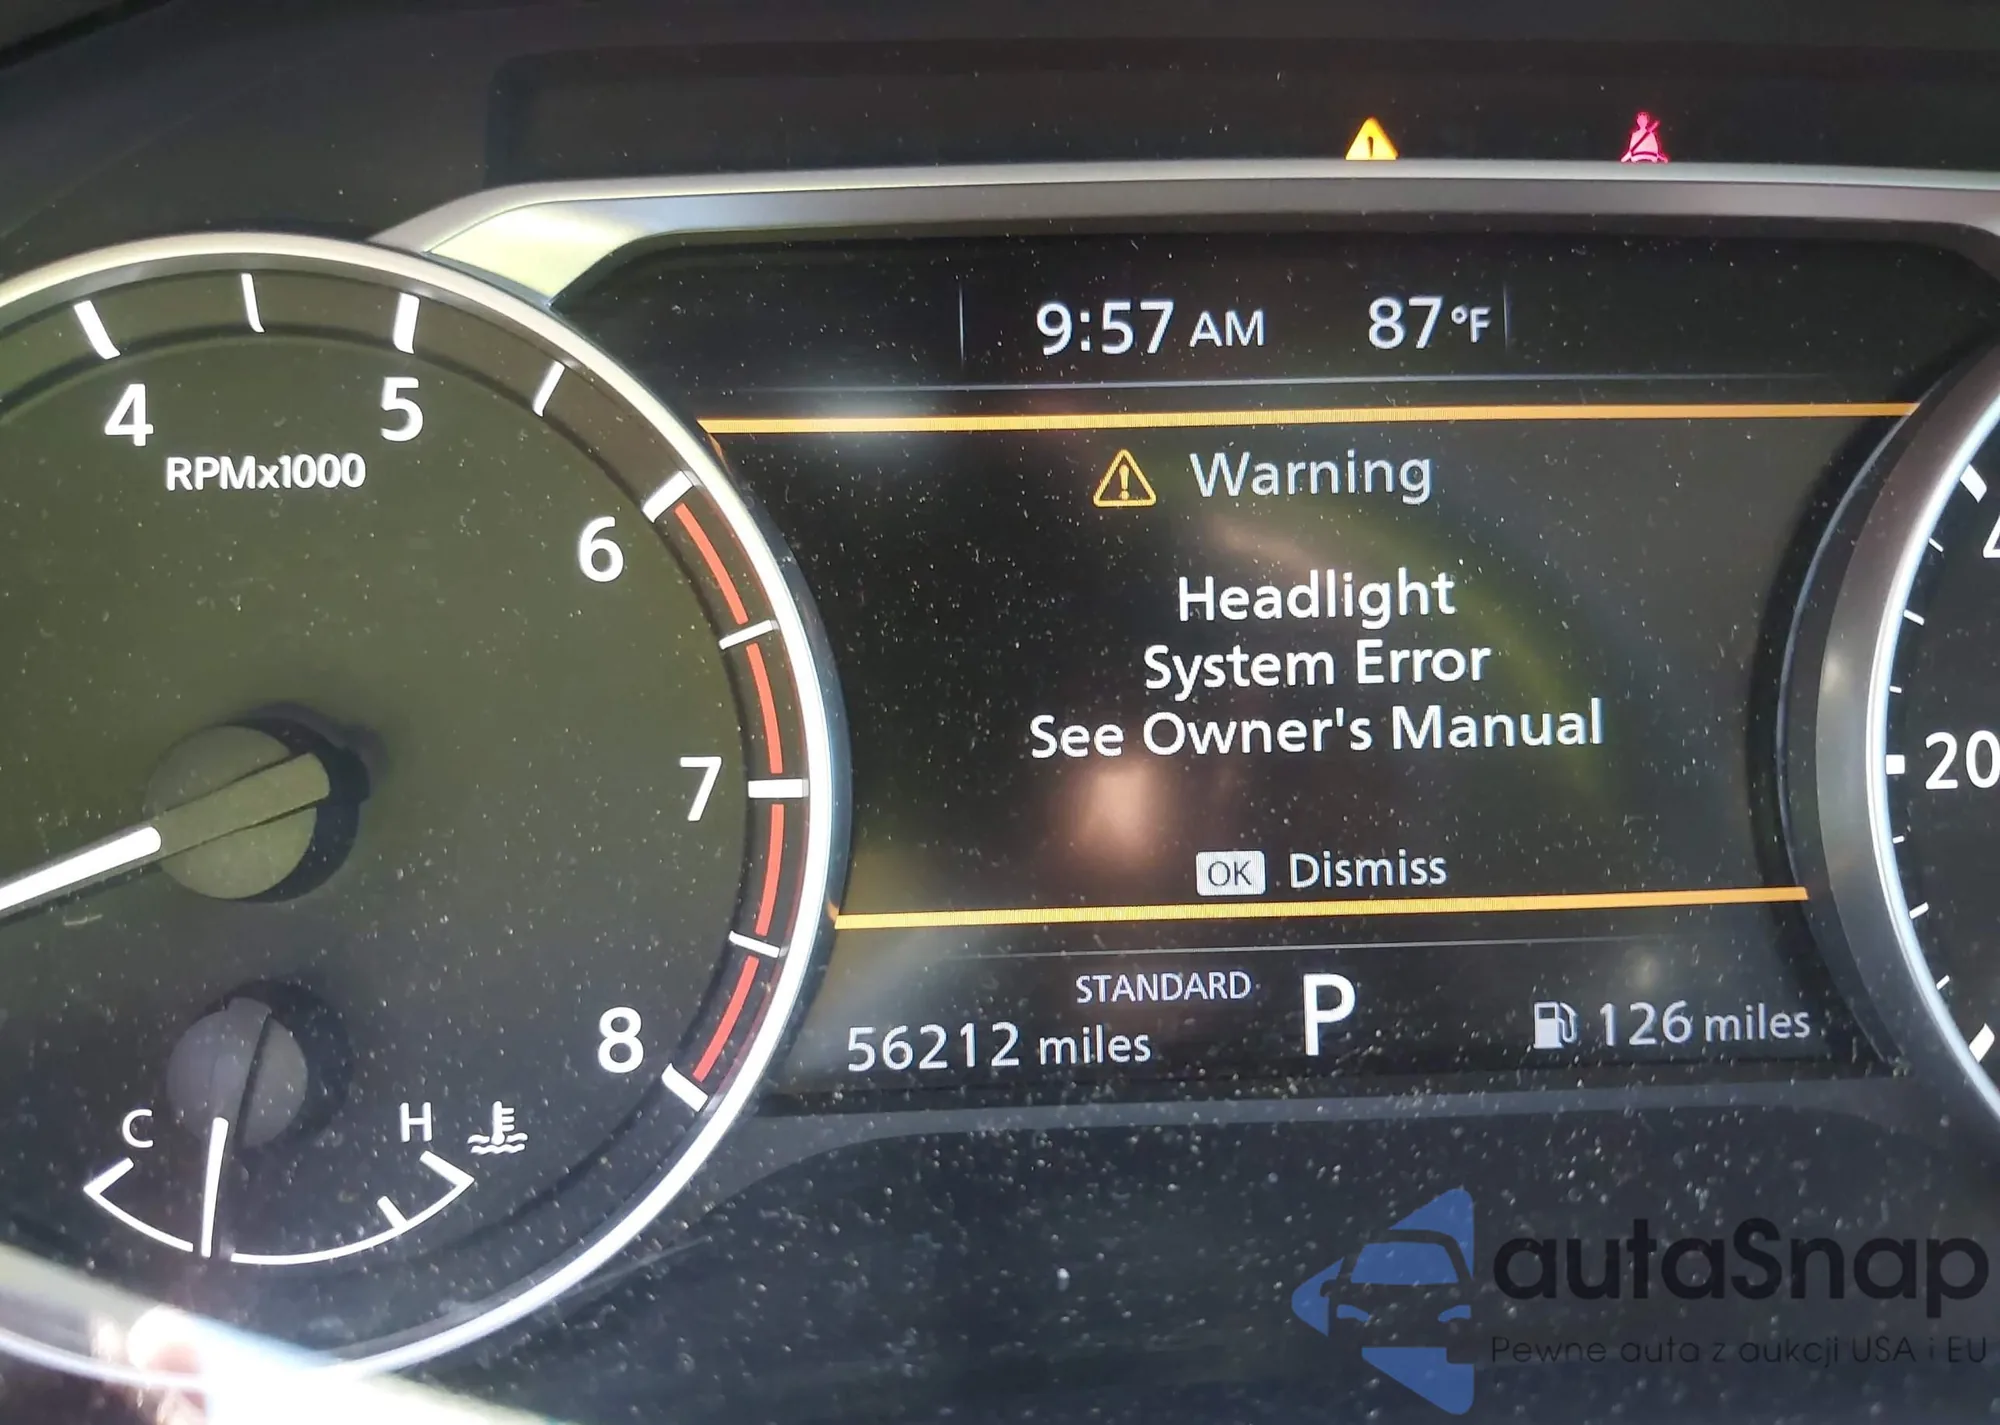 9:57 AM 87°F
Warning
Headlight
System Error
See Owner's Manual
OK Dismiss
STANDARD P
56212 miles
126 miles
4
5
RPMx1000
6
7
8
C
H
20
autaSnap
Pewne auta z aukcji USA i EU